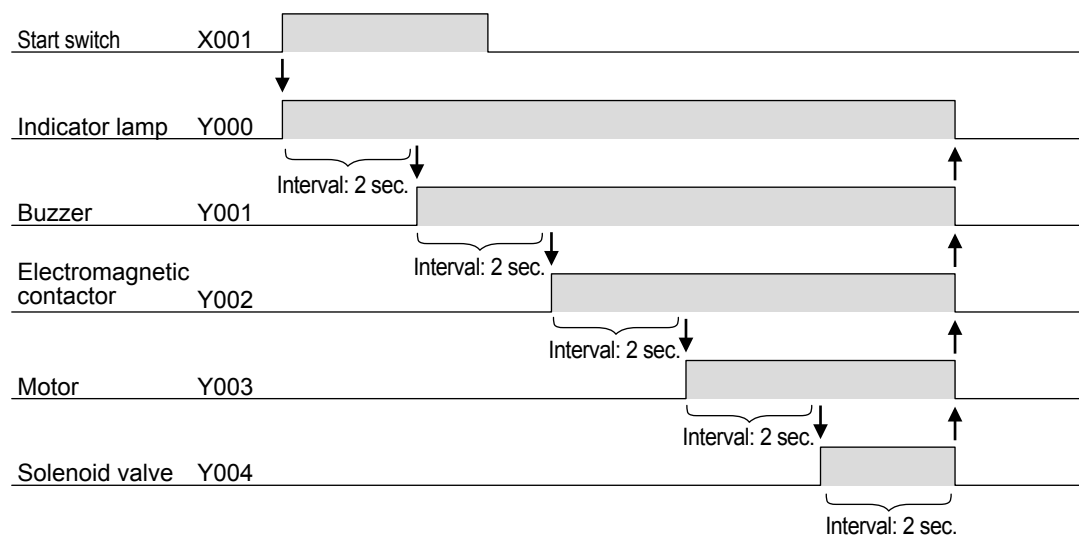 Start switch X001
Indicator lamp Y000
Interval: 2 sec.
Buzzer Y001
Interval: 2 sec.
Electromagnetic
contactor Y002
Interval: 2 sec.
Motor Y003
Interval: 2 sec.
Solenoid valve Y004
Interval: 2 sec.